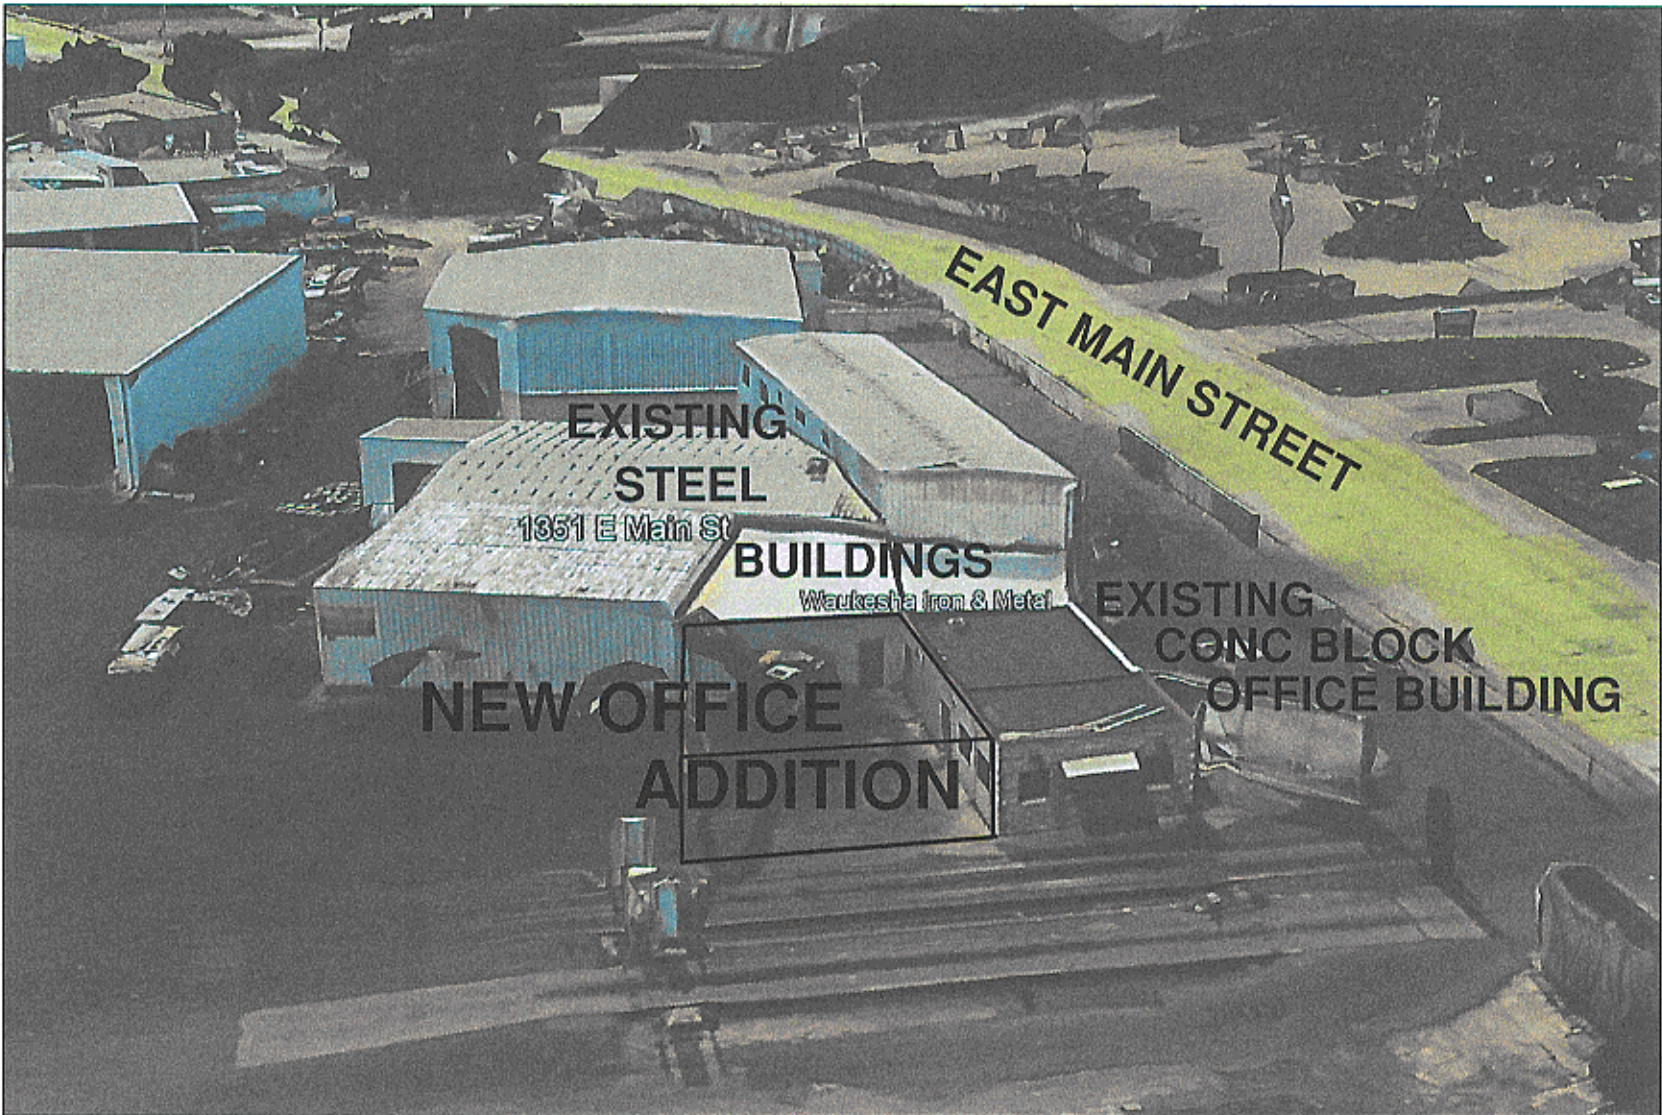 EAST MAIN STREET
EXISTING
STEEL
1351 E Main St
BUILDINGS
Waukesha Iron & Metal
EXISTING
CONC BLOCK
OFFICE BUILDING
NEW OFFICE
ADDITION